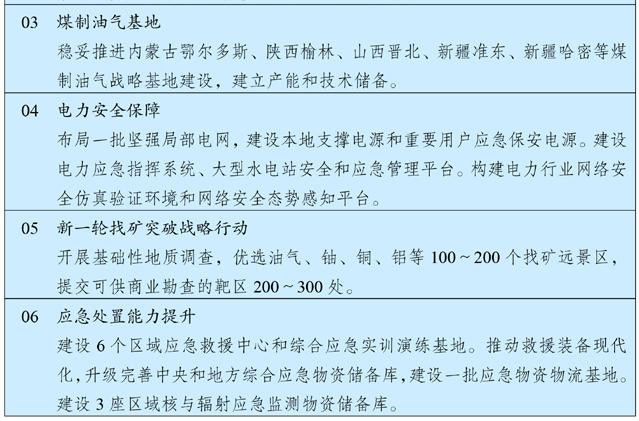 03 煤制油气基地
稳妥推进内蒙古鄂尔多斯、陕西榆林、山西晋北、新疆准东、新疆哈密等煤
制油气战略基地建设，建立产能和技术储备。
04 电力安全保障
布局一批坚强局部电网，建设本地支撑电源和重要用户应急保安电源。建设
电力应急指挥系统、大型水电站安全和应急管理平台。构建电力行业网络安
全仿真验证环境和网络安全态势感知平台。
05 新一轮找矿突破战略行动
开展基础性地质调查，优选油气、铀、铜、铝等 100～200 个找矿远景区，
提交可供商业勘查的靶区 200～300 处。
06 应急处置能力提升
建设 6 个区域应急救援中心和综合应急实训演练基地。推动救援装备现代
化，升级完善中央和地方综合应急物资储备库，建设一批应急物资物流基地。
建设 3 座区域核与辐射应急监测物资储备库。